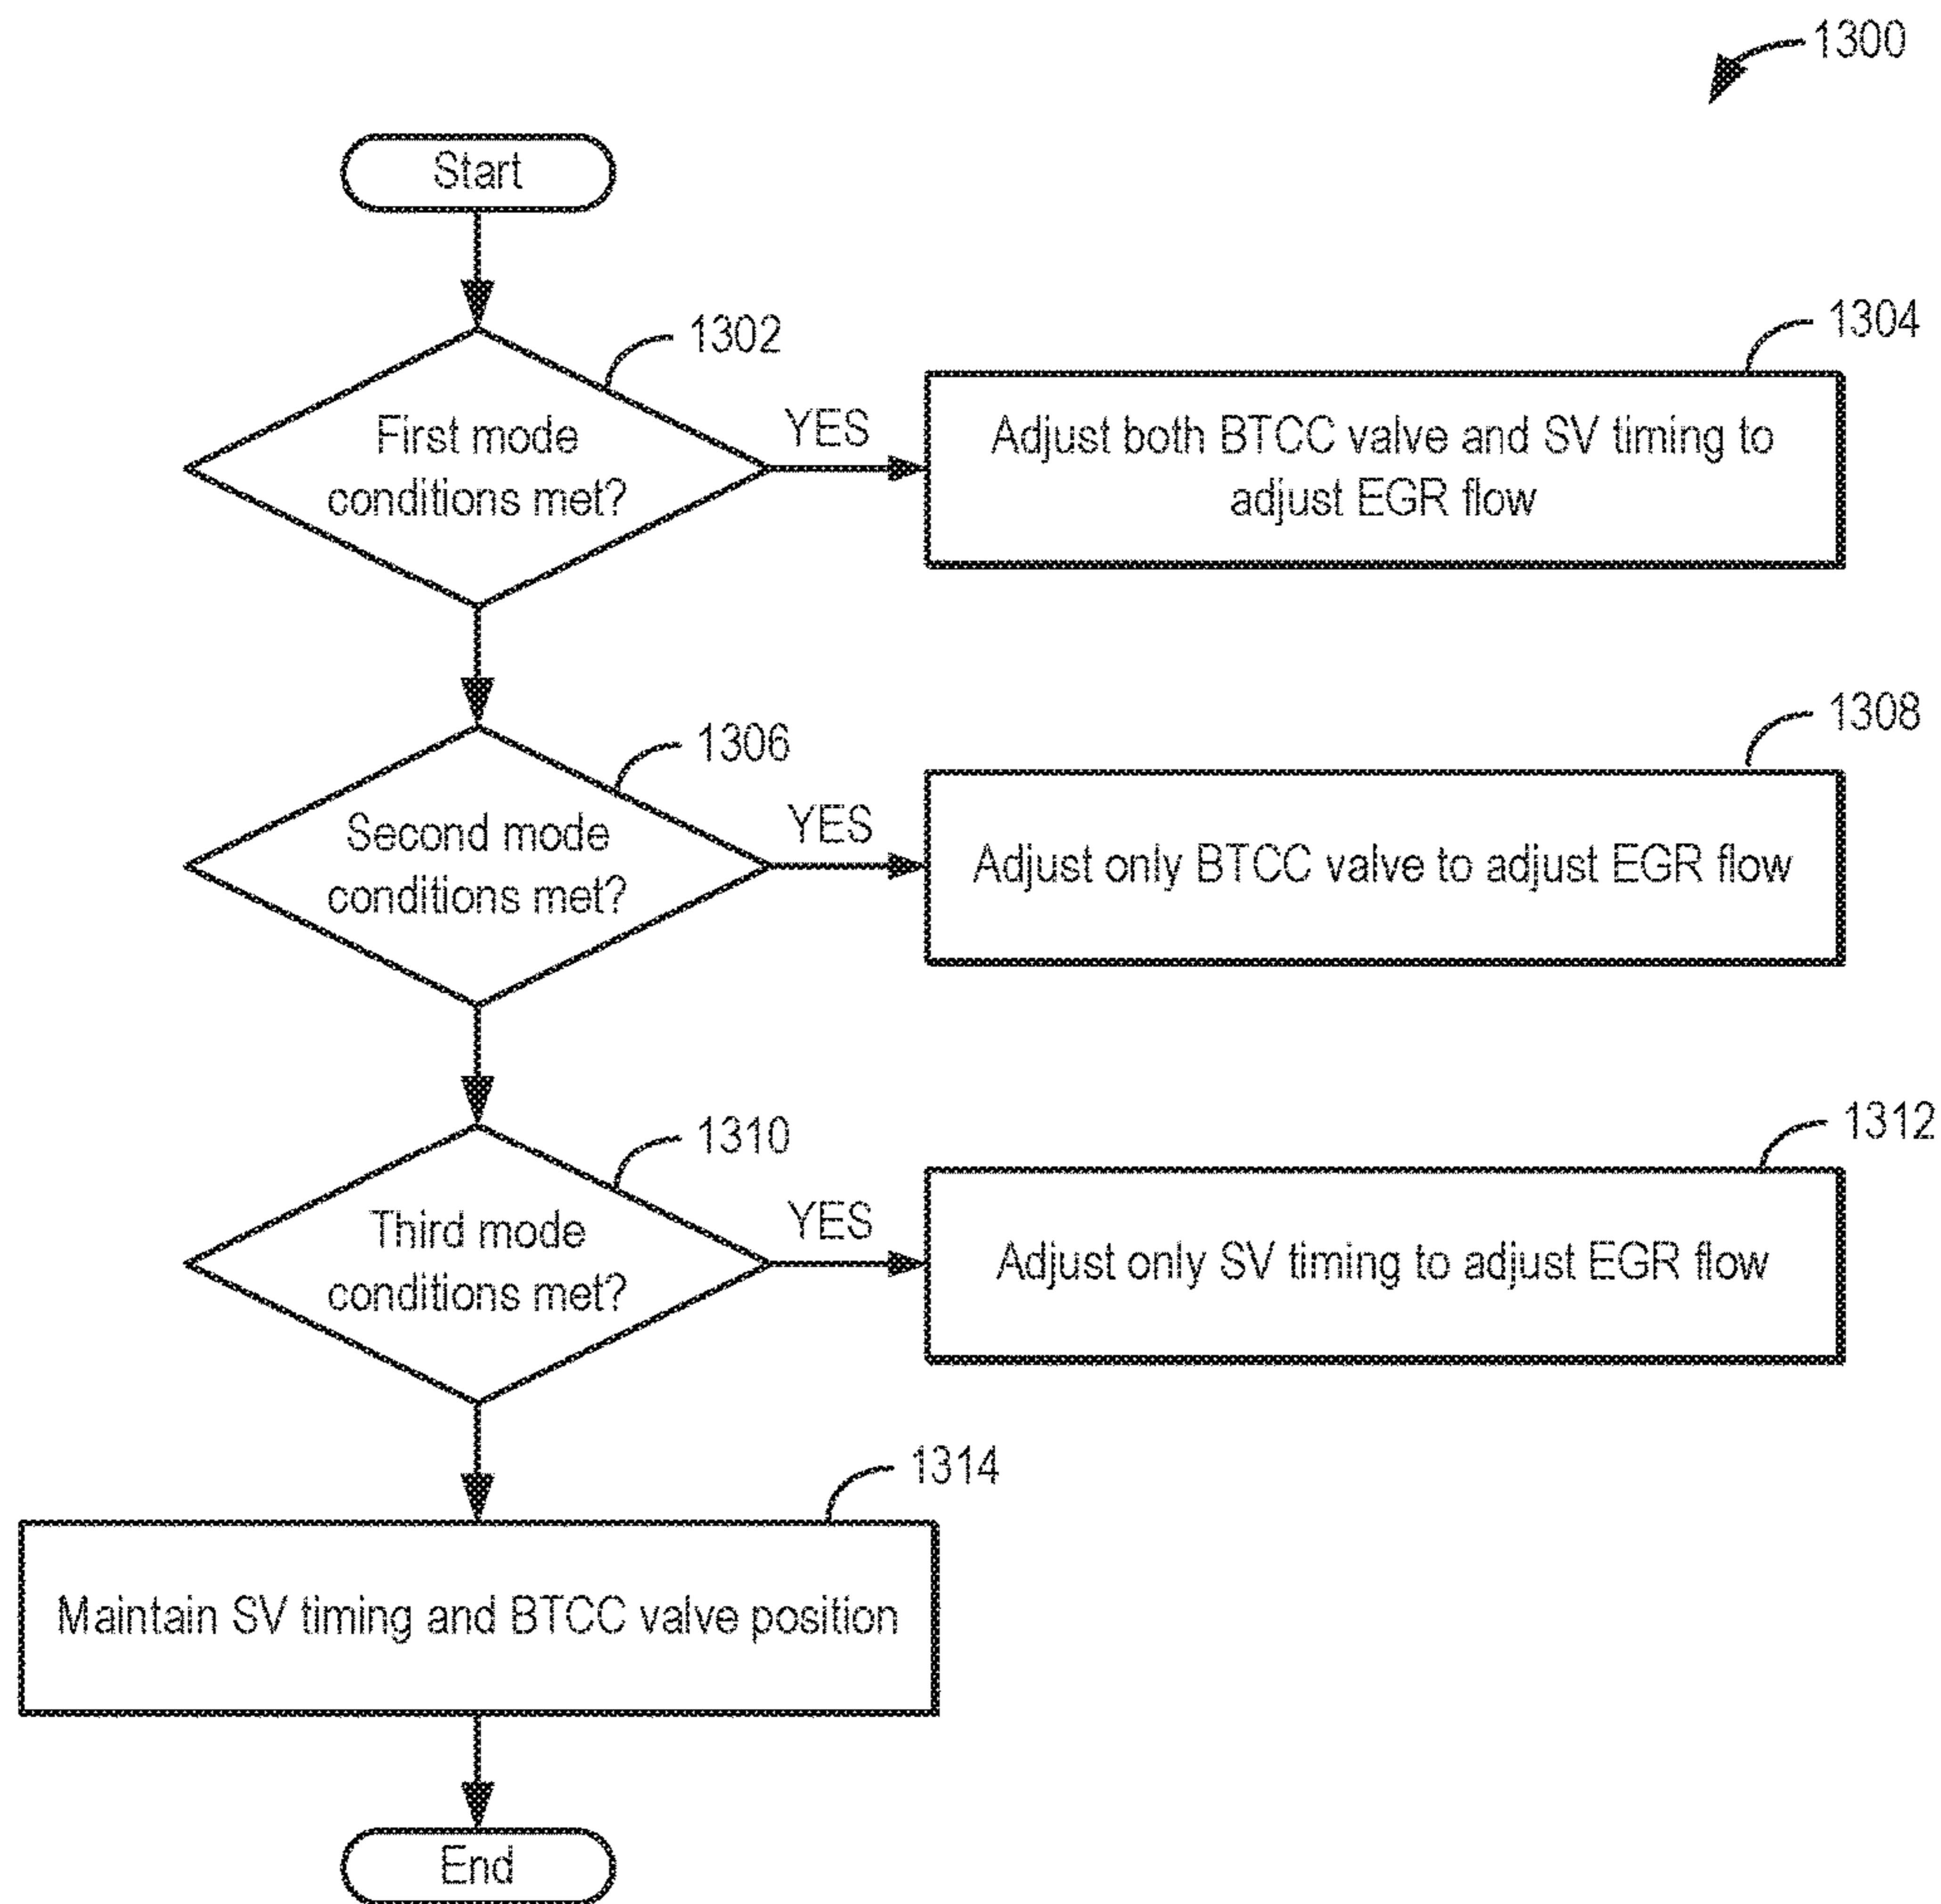 1300
Start
1302
1304
First mode
conditions met?
YES
Adjust both BTCC valve and SV timing to
adjust EGR flow
1306
1308
Second mode
conditions met?
YES
Adjust only BTCC valve to adjust EGR flow
1310
1312
Third mode
conditions met?
YES
Adjust only SV timing to adjust EGR flow
1314
Maintain SV timing and BTCC valve position
End